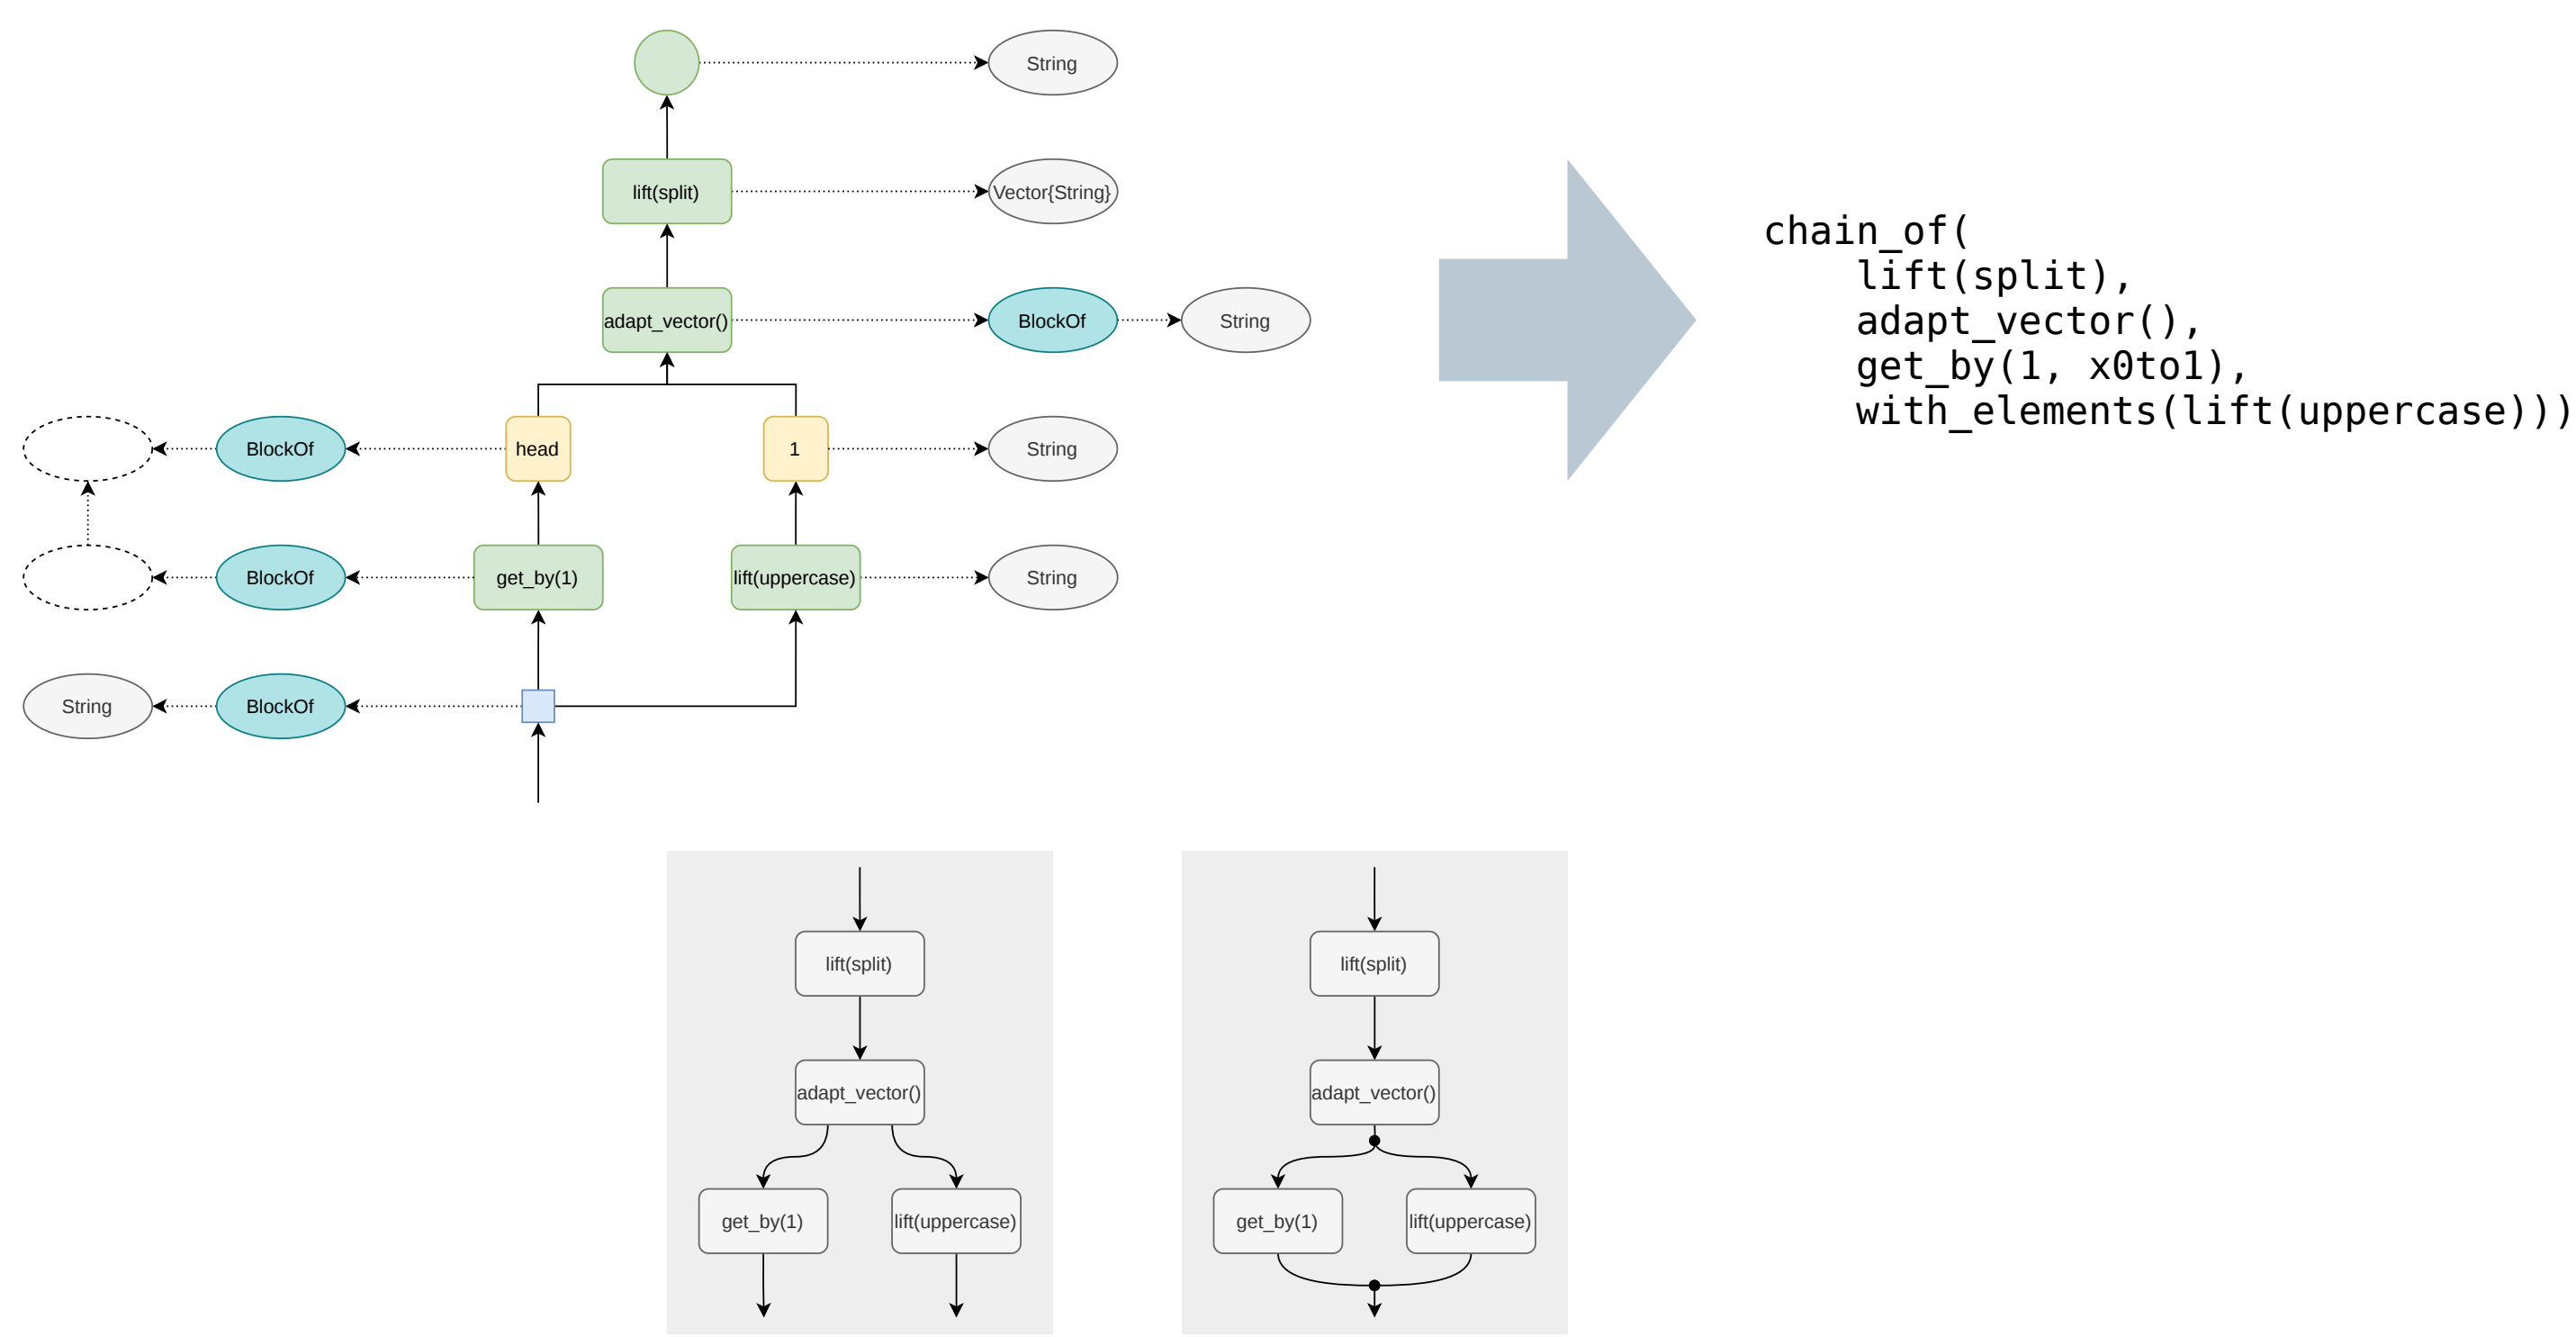 String
lift(split)
Vector{String}
adapt_vector()
BlockOf
String
BlockOf
head
1
String
BlockOf
get_by(1)
lift(uppercase)
String
String
BlockOf
chain_of(
    lift(split),
    adapt_vector(),
    get_by(1, x0to1),
    with_elements(lift(uppercase)))
lift(split)
adapt_vector()
get_by(1)
lift(uppercase)
lift(split)
adapt_vector()
get_by(1)
lift(uppercase)